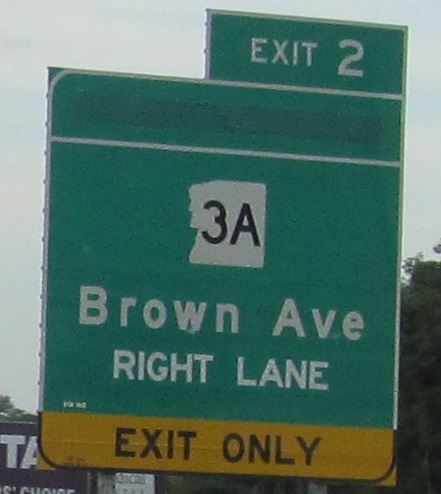 EXIT 2
3A
Brown Ave
RIGHT LANE
EXIT ONLY